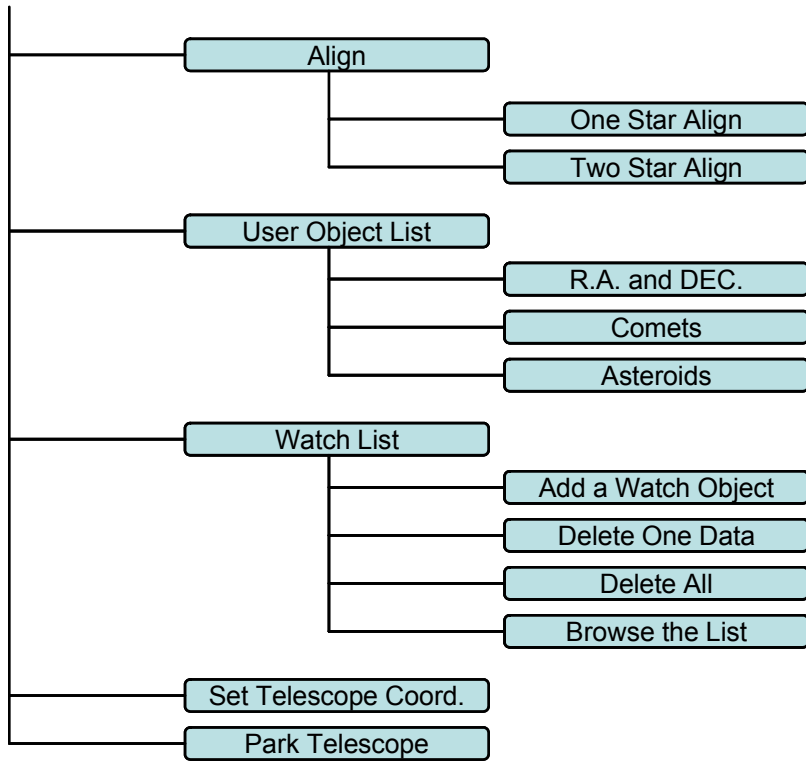 Align
One Star Align
Two Star Align
User Object List
R.A. and DEC.
Comets
Asteroids
Watch List
Add a Watch Object
Delete One Data
Delete All
Browse the List
Set Telescope Coord.
Park Telescope